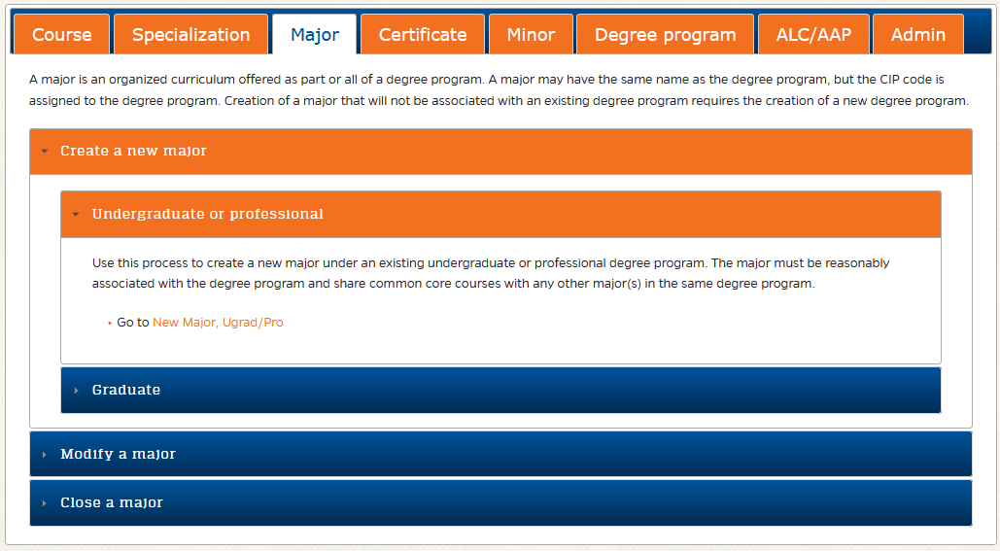 Course Specialization Major Certificate Minor Degree program ALC/AAP Admin
A major is an organized curriculum offered as part or all of a degree program. A major may have the same name as the degree program, but the CIP code is
assigned to the degree program. Creation of a major that will not be associated with an existing degree program requires the creation of a new degree program.
Create a new major
Undergraduate or professional
Use this process to create a new major under an existing undergraduate or professional degree program. The major must be reasonably
associated with the degree program and share common core courses with any other major(s) in the same degree program.
• Go to New Major, Ugrad/Pro
Graduate
Modify a major
Close a major